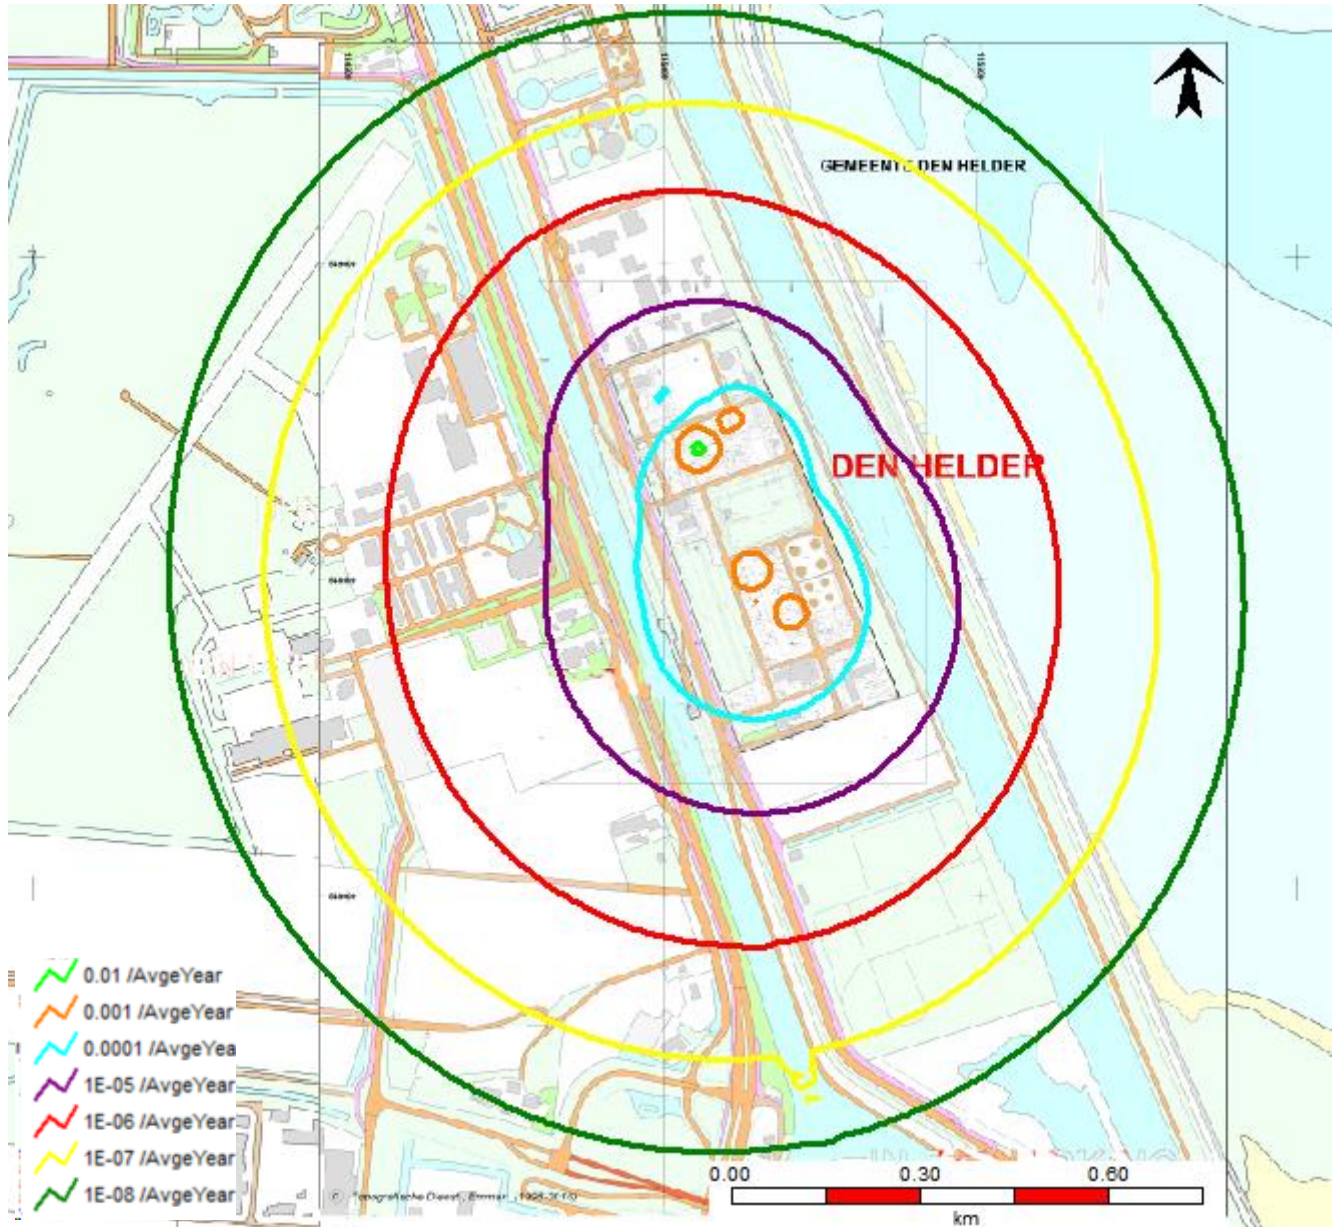 GEMEENTE DEN HELDER
DEN HELDER
0.01 /AvgeYear
0.001 /AvgeYear
0.0001 /AvgeYea
1E-05 /AvgeYear
1E-06 /AvgeYear
1E-07 /AvgeYear
1E-08 /AvgeYear
0.00 0.30 0.60
km